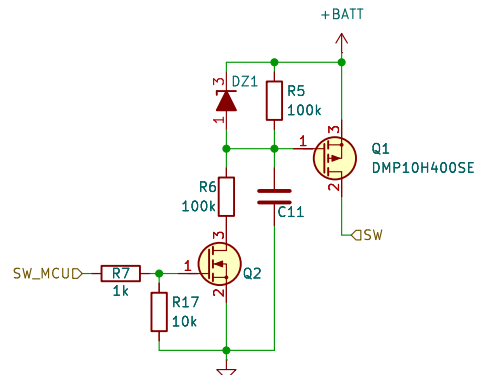 +BATT
3
DZ1
1
R5
100k
1
3
Q1
DMP10H400SE
2
R6
100k
C11
SW
3
SW_MCU
R7
1k
1
Q2
2
R17
10k